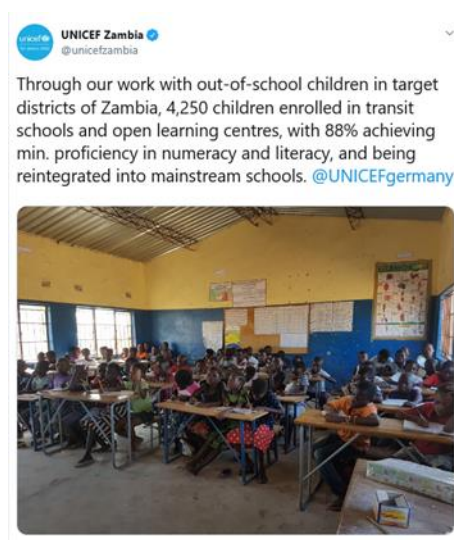 unicef
UNICEF Zambia
@unicefzambia
Through our work with out-of-school children in target
districts of Zambia, 4,250 children enrolled in transit
schools and open learning centres, with 88% achieving
min. proficiency in numeracy and literacy, and being
reintegrated into mainstream schools. @UNICEFgermany